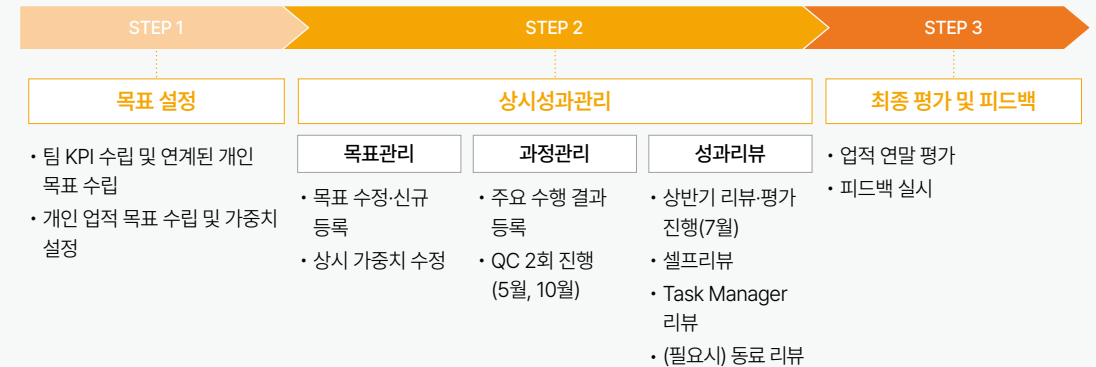 STEP 1
STEP 2
STEP 3
목표 설정
상시성과관리
최종 평가 및 피드백
• 팀 KPI 수립 및 연계된 개인
목표 수립
• 개인 업적 목표 수립 및 가중치
설정
목표관리
• 목표 수정·신규
등록
• 상시 가중치 수정
과정관리
• 주요 수행 결과
등록
• QC 2회 진행
(5월, 10월)
성과리뷰
• 상반기 리뷰·평가
진행(7월)
• 셀프리뷰
• Task Manager
리뷰
• (필요시) 동료 리뷰
• 업적 연말 평가
• 피드백 실시